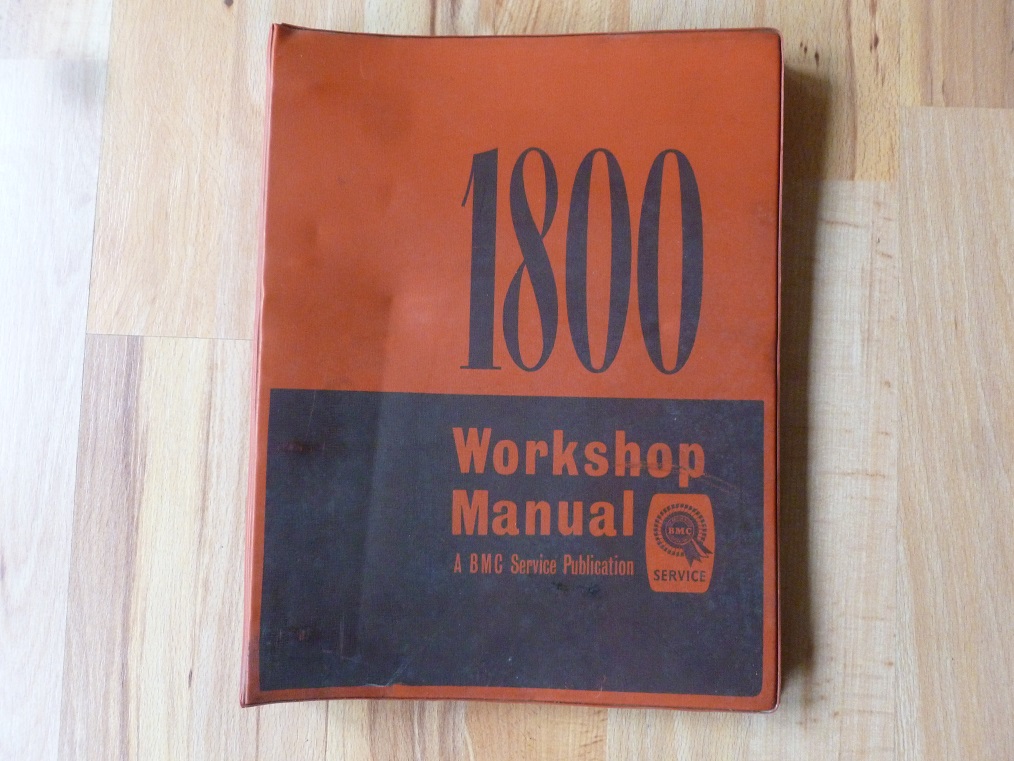 1800
Workshop
Manual
A BMC Service Publication
BMC
SERVICE